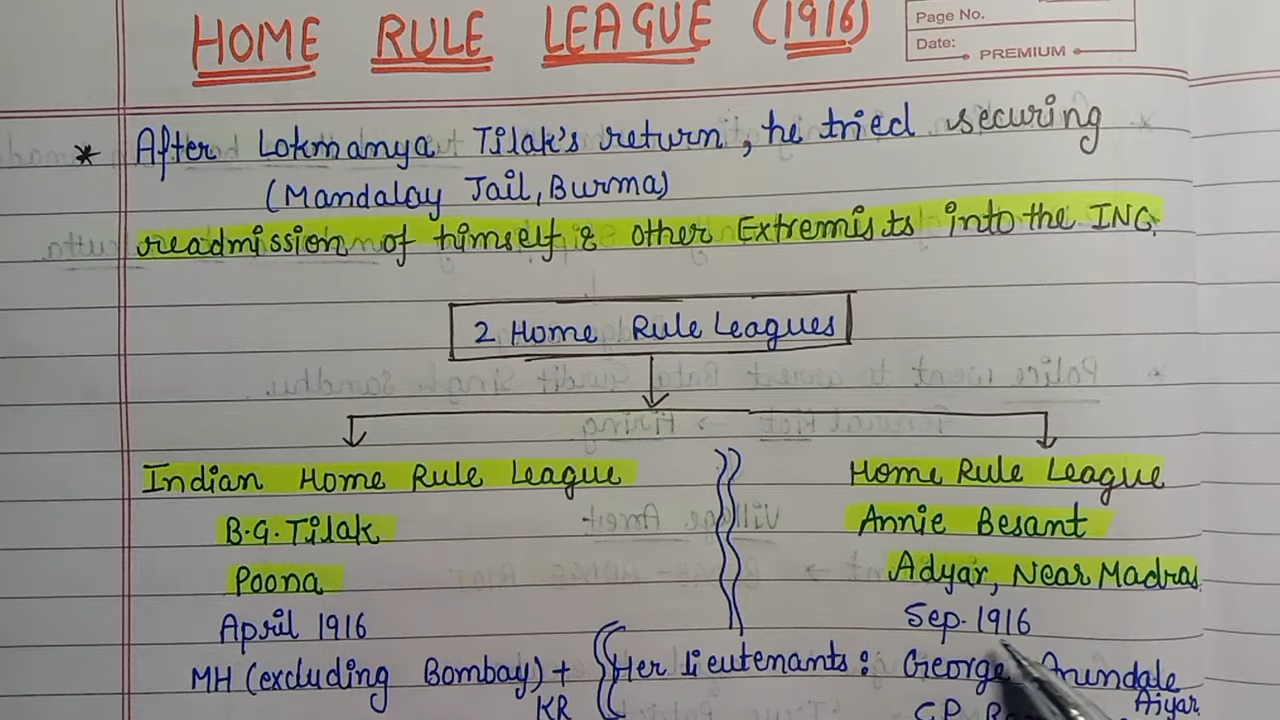 HOME RULE LEAGUE (1916)
Page No.
Date:
PREMIUM
* After Lokmanya Tilak's return, he tried securing
(Mandalay Jail, Burma)
readmission of himself & other Extremists into the INC.
2 Home Rule Leagues
Indian Home Rule League
B.G. Tilak
Poona
April 1916
MH (excluding Bombay) +
KR
Home Rule League
Annie Besant
Adyar, Near Madras
Sep. 1916
Her lieutenants: George Arundale
C.P. Aiyar